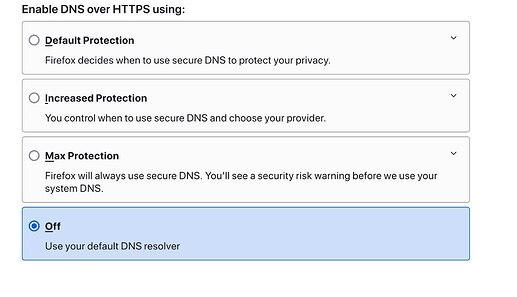 Enable DNS over HTTPS using:
Default Protection
Firefox decides when to use secure DNS to protect your privacy.
Increased Protection
You control when to use secure DNS and choose your provider.
Max Protection
Firefox will always use secure DNS. You'll see a security risk warning before we use your
system DNS.
Off
Use your default DNS resolver